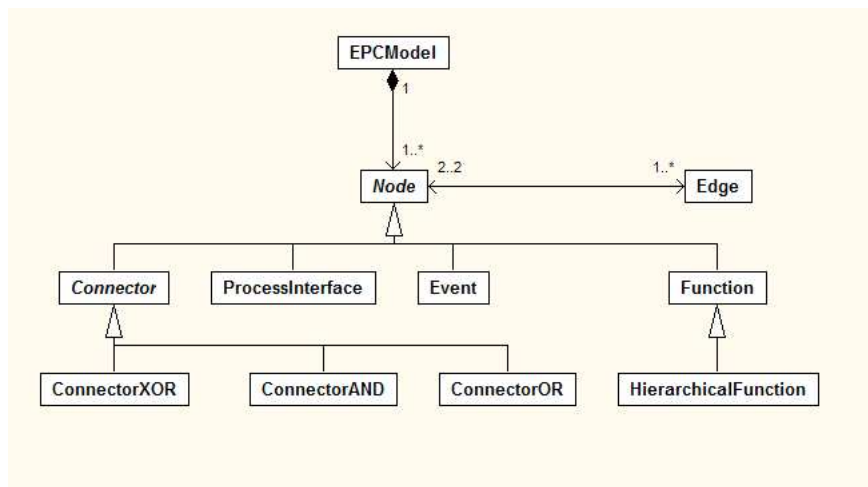 EPCModel
1
1..*
2..2
1..*
Node
Edge
Connector
ProcessInterface
Event
Function
ConnectorXOR
ConnectorAND
ConnectorOR
HierarchicalFunction